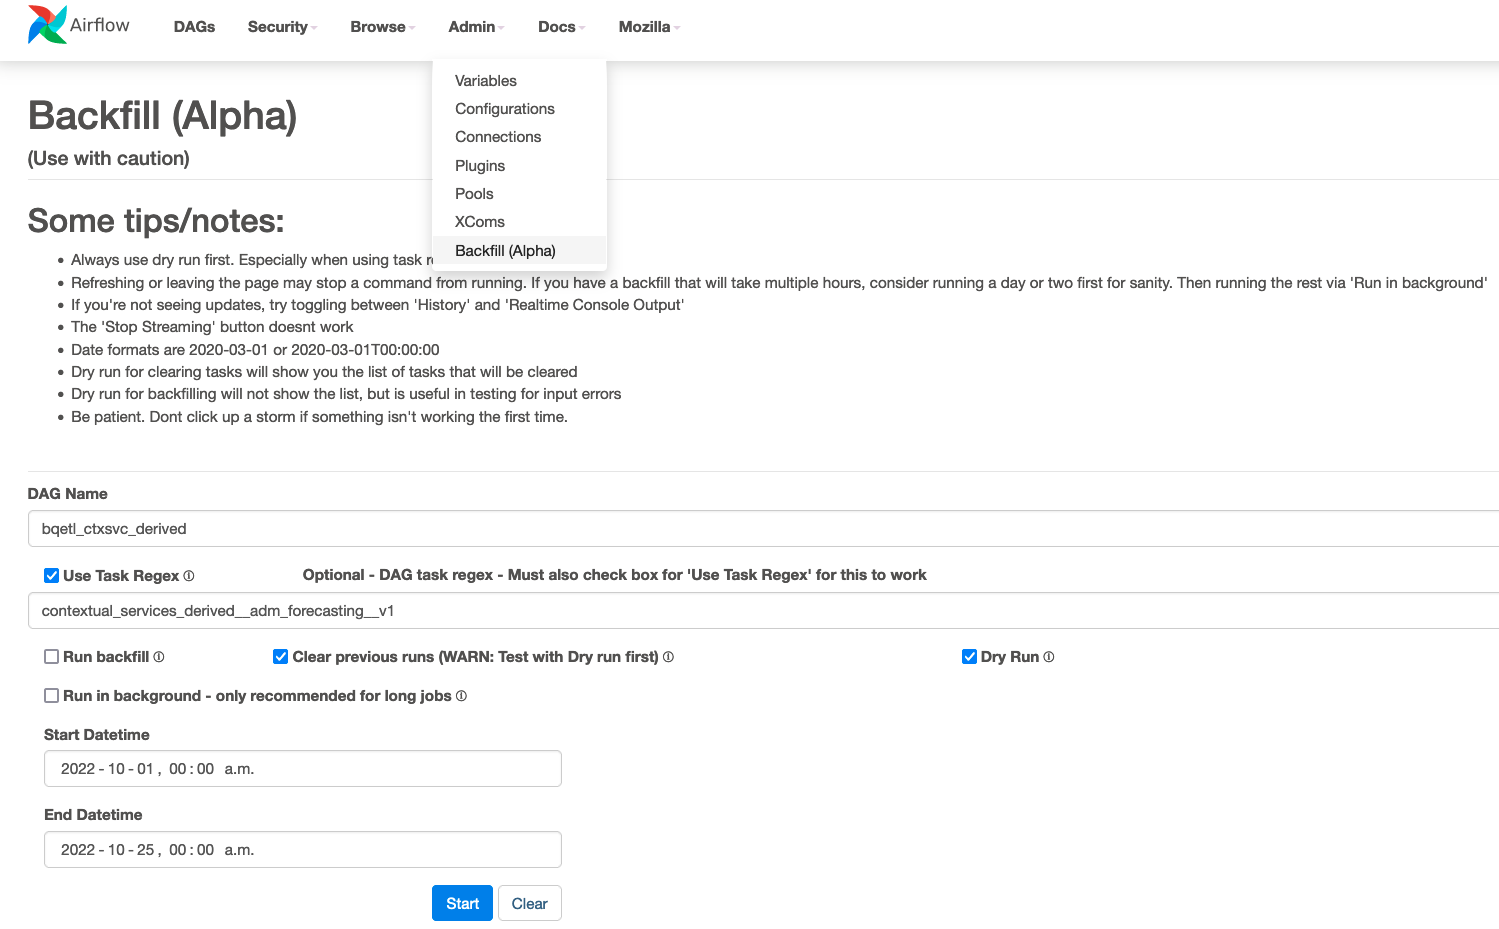 Airflow DAGs Security Browse Admin Docs Mozilla
Variables
Configurations
Connections
Plugins
Pools
XComs
Backfill (Alpha)
Backfill (Alpha)
(Use with caution)
Some tips/notes:
Always use dry run first. Especially when using task
Refreshing or leaving the page may stop a command from running. If you have a backfill that will take multiple hours, consider running a day or two first for sanity. Then running the rest via 'Run in background'
If you're not seeing updates, try toggling between 'History' and 'Realtime Console Output'
The 'Stop Streaming' button doesnt work
Date formats are 2020-03-01 or 2020-03-01T00:00:00
Dry run for clearing tasks will show you the list of tasks that will be cleared
Dry run for backfilling will not show the list, but is useful in testing for input errors
Be patient. Dont click up a storm if something isn't working the first time.
DAG Name
bqetl_ctxsvc_derived
Use Task Regex Optional - DAG task regex - Must also check box for 'Use Task Regex' for this to work
contextual_services_derived__adm_forecasting__v1
Run backfill Clear previous runs (WARN: Test with Dry run first) Dry Run
Run in background - only recommended for long jobs
Start Datetime
2022-10-01, 00:00 a.m.
End Datetime
2022-10-25, 00:00 a.m.
Start Clear